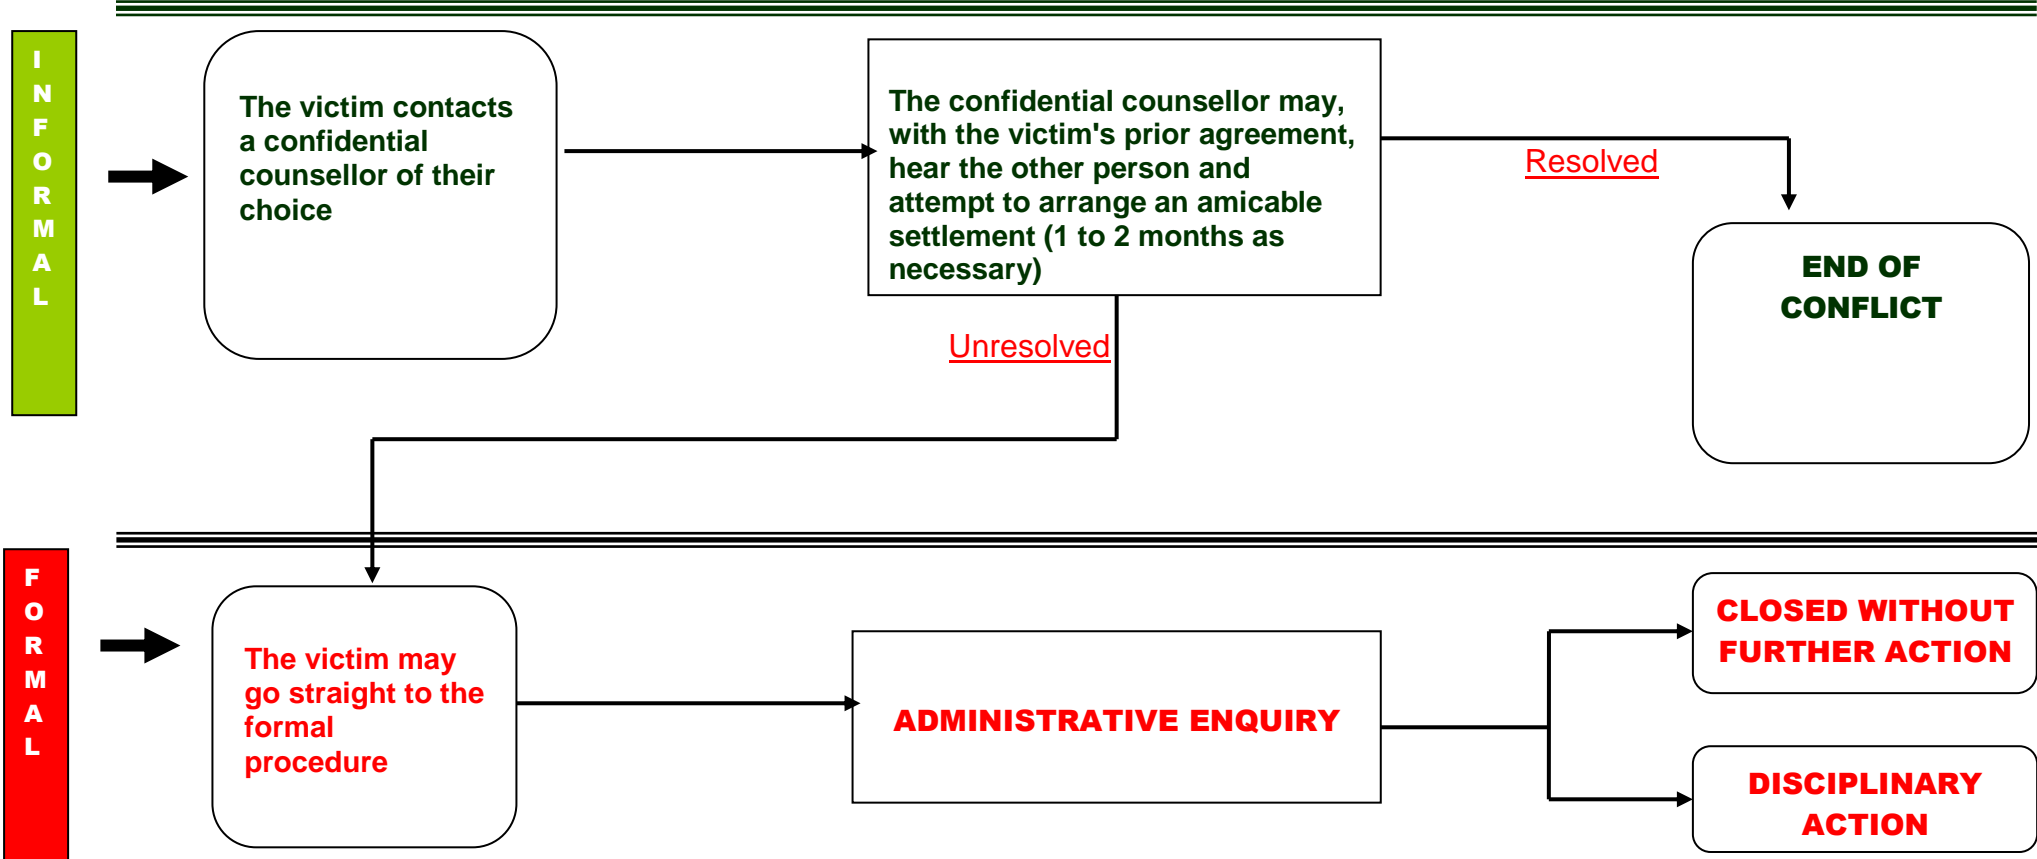 INFORMAL
The victim contacts
a confidential
counsellor of their
choice
The confidential counsellor may,
with the victim's prior agreement,
hear the other person and
attempt to arrange an amicable
settlement (1 to 2 months as
necessary)
Resolved
END OF
CONFLICT
Unresolved
FORMAL
The victim may
go straight to the
formal
procedure
ADMINISTRATIVE ENQUIRY
CLOSED WITHOUT
FURTHER ACTION
DISCIPLINARY
ACTION